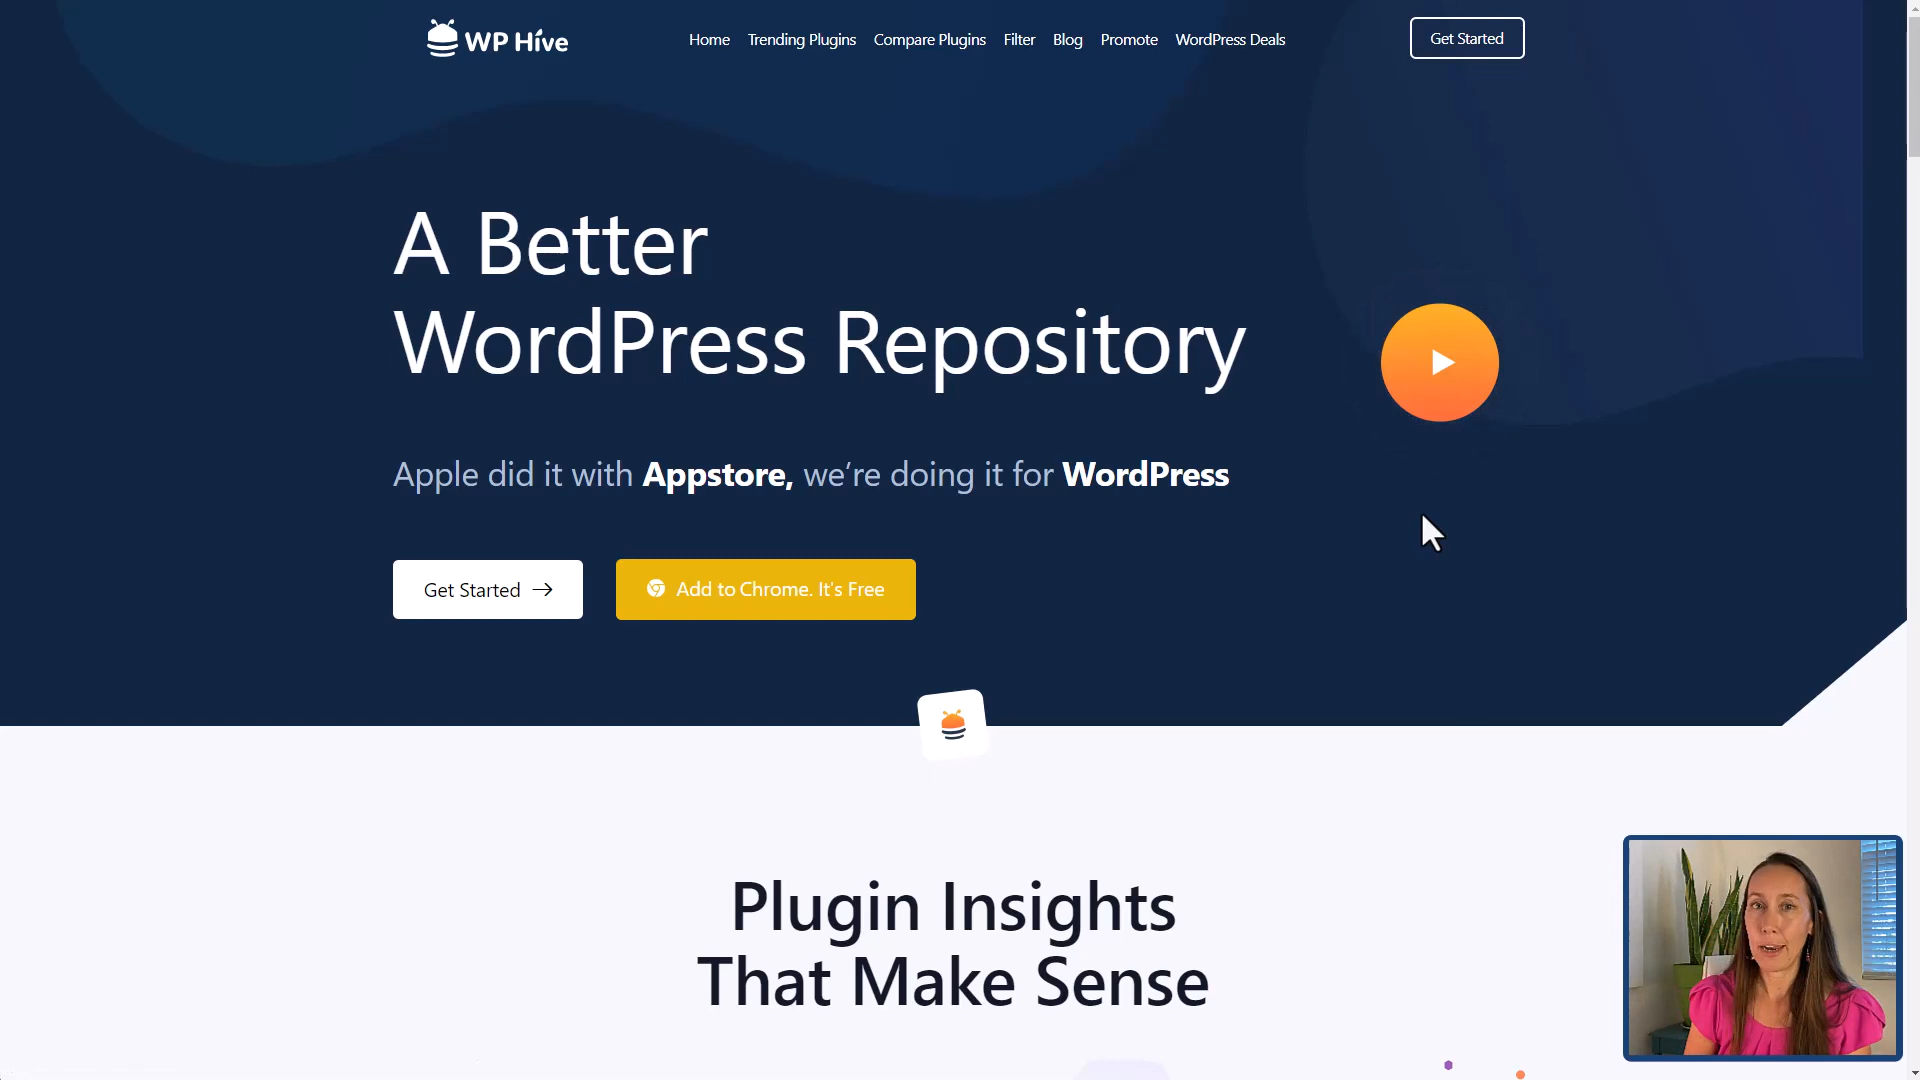 WP Hive
Home Trending Plugins Compare Plugins Filter Blog Promote WordPress Deals
Get Started
A Better
WordPress Repository
Apple did it with Appstore, we’re doing it for WordPress
Get Started
Add to Chrome. It's Free
Plugin Insights
That Make Sense